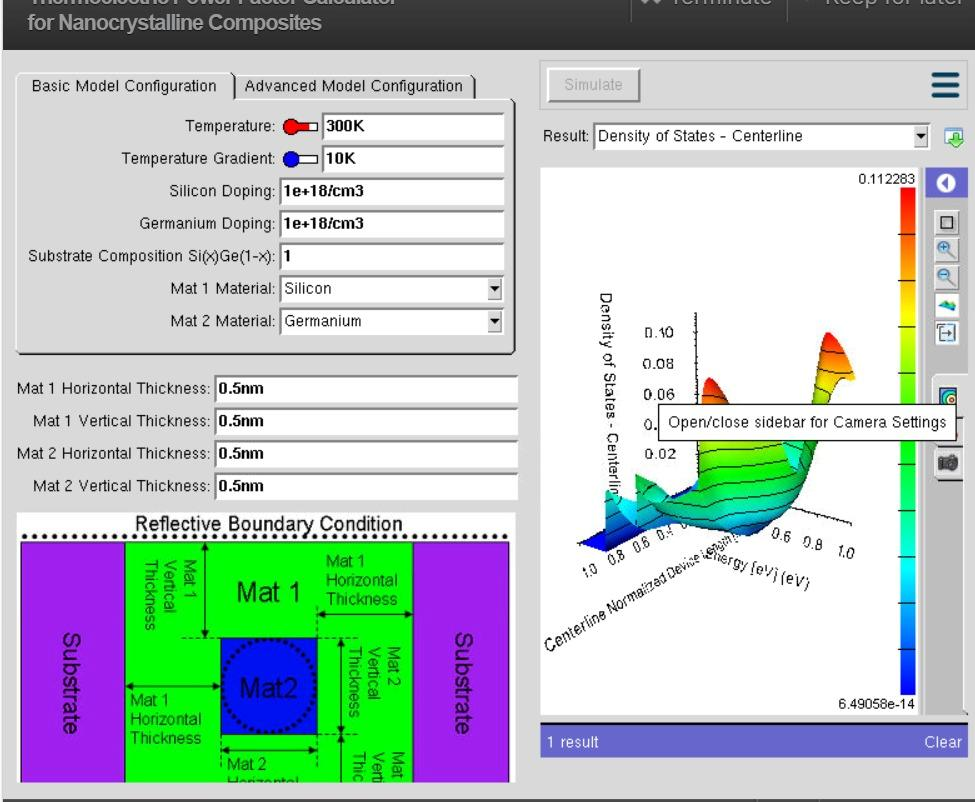 Thermoelectric Power Factor Calculator
for Nanocrystalline Composites
Terminate
Keep for later
Basic Model Configuration
Advanced Model Configuration
Temperature: 300K
Temperature Gradient: 10K
Silicon Doping: 1e+18/cm3
Germanium Doping: 1e+18/cm3
Substrate Composition Si(x)Ge(1-x): 1
Mat 1 Material: Silicon
Mat 2 Material: Germanium
Mat 1 Horizontal Thickness: 0.5nm
Mat 1 Vertical Thickness: 0.5nm
Mat 2 Horizontal Thickness: 0.5nm
Mat 2 Vertical Thickness: 0.5nm
Reflective Boundary Condition
Substrate
Mat 1
Vertical
Thickness
Mat 1
Mat 1
Horizontal
Thickness
Mat2
Mat 2
Vertical
Thickness
Substrate
Mat 1
Horizontal
Thickness
Mat 2
Horizontal
Mat
Verti
Thic
Simulate
Result: Density of States - Centerline
0.112283
Density of States - Centerlin
0.10
0.08
0.06
0.
0.02
Open/close sidebar for Camera Settings
1.0 0.8 0.6 0.4
Centerline Normalized Device Length
0.6 0.8 1.0
Energy [eV] (eV)
6.49058e-14
1 result
Clear